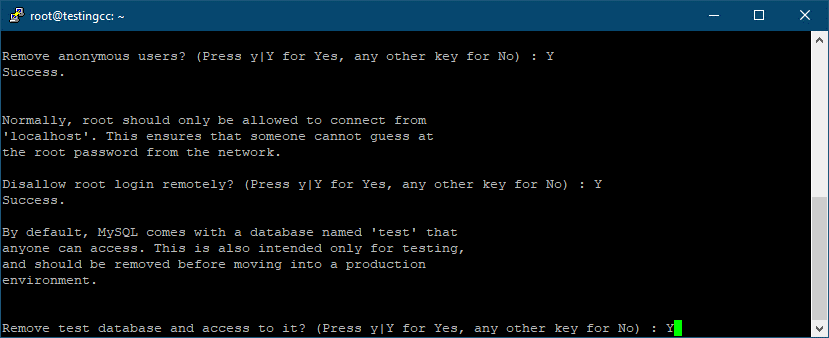 root@testingcc: ~
Remove anonymous users? (Press y|Y for Yes, any other key for No) : Y
Success.
Normally, root should only be allowed to connect from
'localhost'. This ensures that someone cannot guess at
the root password from the network.
Disallow root login remotely? (Press y|Y for Yes, any other key for No) : Y
Success.
By default, MySQL comes with a database named 'test' that
anyone can access. This is also intended only for testing,
and should be removed before moving into a production
environment.
Remove test database and access to it? (Press y|Y for Yes, any other key for No) : Y